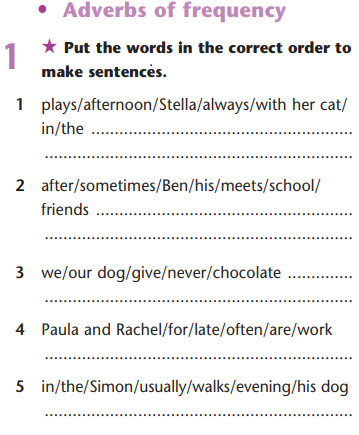 • Adverbs of frequency
1 ★ Put the words in the correct order to
make sentences.
1 plays/afternoon/Stella/always/with her cat/
in/the ........................................................
..................................................................
2 after/sometimes/Ben/his/meets/school/
friends ......................................................
..................................................................
3 we/our dog/give/never/chocolate .............
..................................................................
4 Paula and Rachel/for/late/often/are/work
..................................................................
5 in/the/Simon/usually/walks/evening/his dog
..................................................................